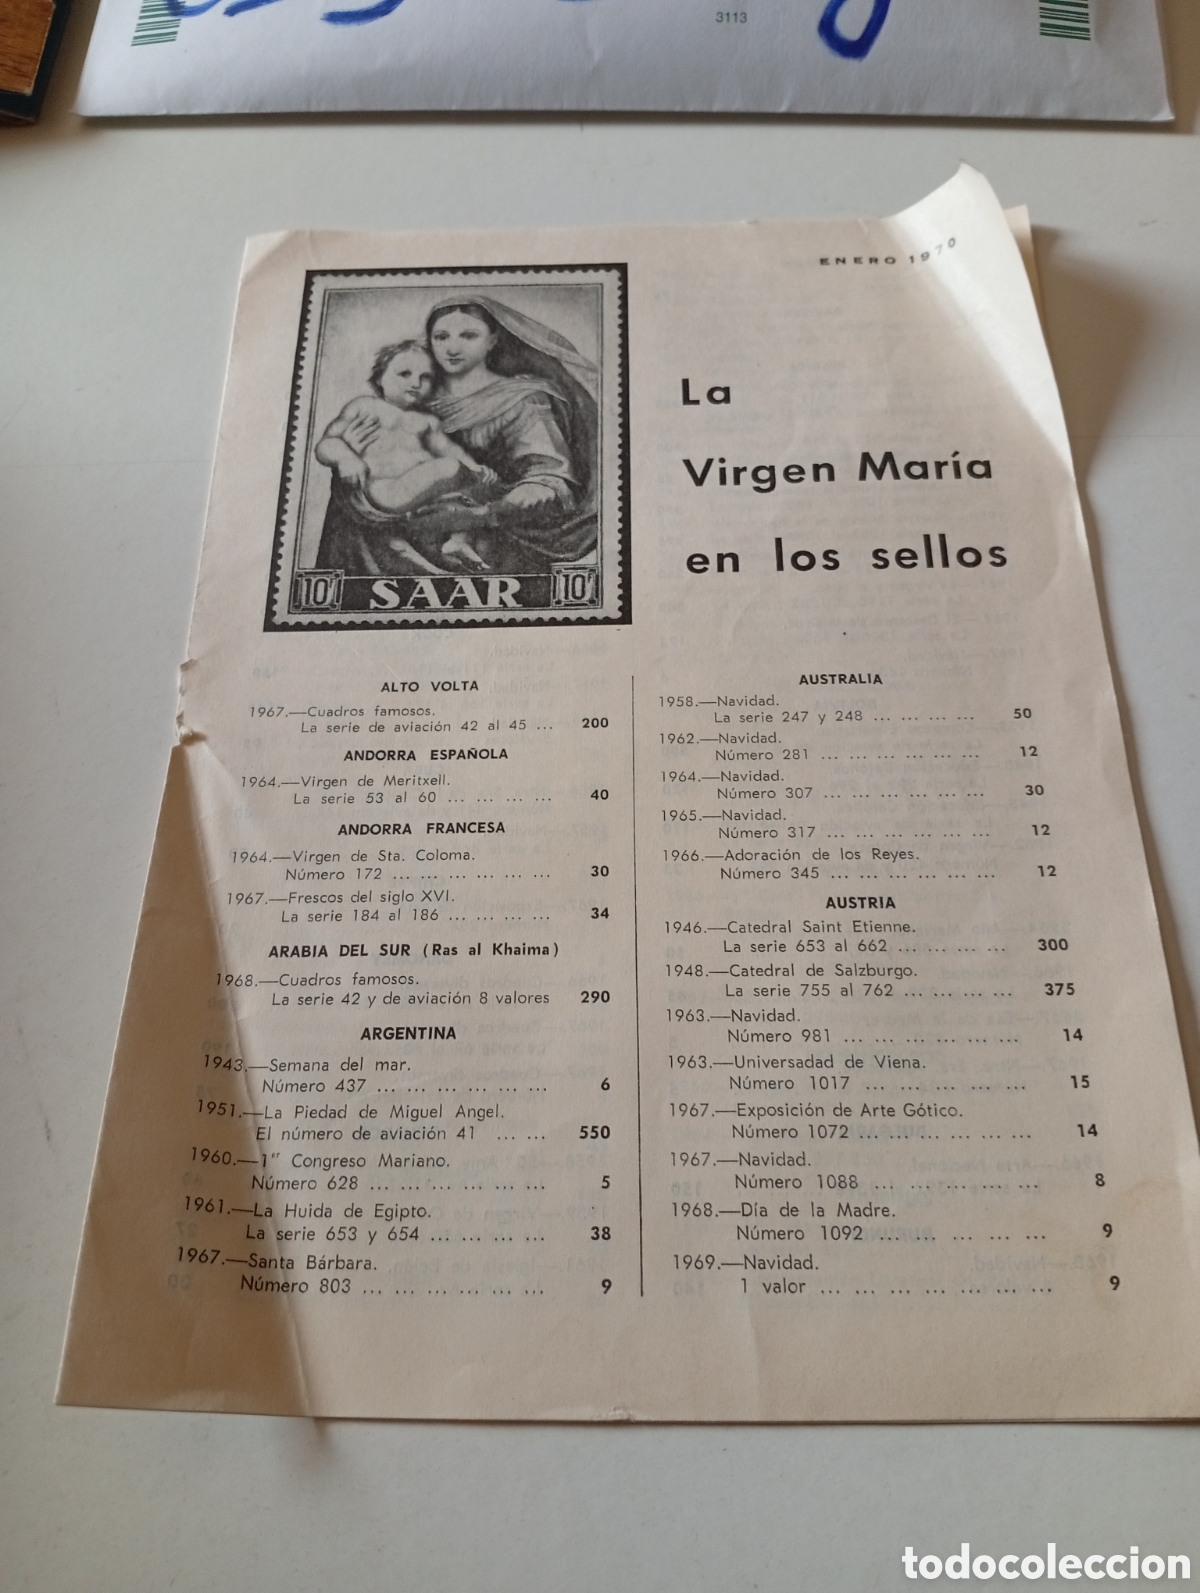 3113
ENERO 1970
La
Virgen María
en los sellos
10
SAAR
10
ALTO VOLTA
1967.—Cuadros famosos.
La serie de aviación 42 al 45 ... 200
ANDORRA ESPAÑOLA
1964.—Virgen de Meritxell.
La serie 53 al 60 ... ... ... ... 40
ANDORRA FRANCESA
1964.—Virgen de Sta. Coloma.
Número 172 ... ... ... ... ... ... 30
1967.—Frescos del siglo XVI.
La serie 184 al 186 ... ... ... ... 34
ARABIA DEL SUR (Ras al Khaima)
1968.—Cuadros famosos.
La serie 42 y de aviación 8 valores 290
ARGENTINA
1943.—Semana del mar.
Número 437 ... ... ... ... ... ... 6
1951.—La Piedad de Miguel Angel.
El número de aviación 41 ... ... 550
1960.—1er Congreso Mariano.
Número 628 ... ... ... ... ... ... 5
1961.—La Huida de Egipto.
La serie 653 y 654 ... ... ... ... 38
1967.—Santa Bárbara.
Número 803 ... ... ... ... ... ... 9
AUSTRALIA
1958.—Navidad.
La serie 247 y 248 ... ... ... ... 50
1962.—Navidad.
Número 281 ... ... ... ... ... ... 12
1964.—Navidad.
Número 307 ... ... ... ... ... ... 30
1965.—Navidad.
Número 317 ... ... ... ... ... ... 12
1966.—Adoración de los Reyes.
Número 345 ... ... ... ... ... ... 12
AUSTRIA
1946.—Catedral Saint Etienne.
La serie 653 al 662 ... ... ... ... 300
1948.—Catedral de Salzburgo.
La serie 755 al 762 ... ... ... ... 375
1963.—Navidad.
Número 981 ... ... ... ... ... ... 14
1963.—Universadad de Viena.
Número 1017 ... ... ... ... ... 15
1967.—Exposición de Arte Gótico.
Número 1072 ... ... ... ... ... ... 14
1967.—Navidad.
Número 1088 ... ... ... ... ... 8
1968.—Día de la Madre.
Número 1092 ... ... ... ... ... ... 9
1969.—Navidad.
1 valor ... ... ... ... ... ... ... ... 9
todocoleccion